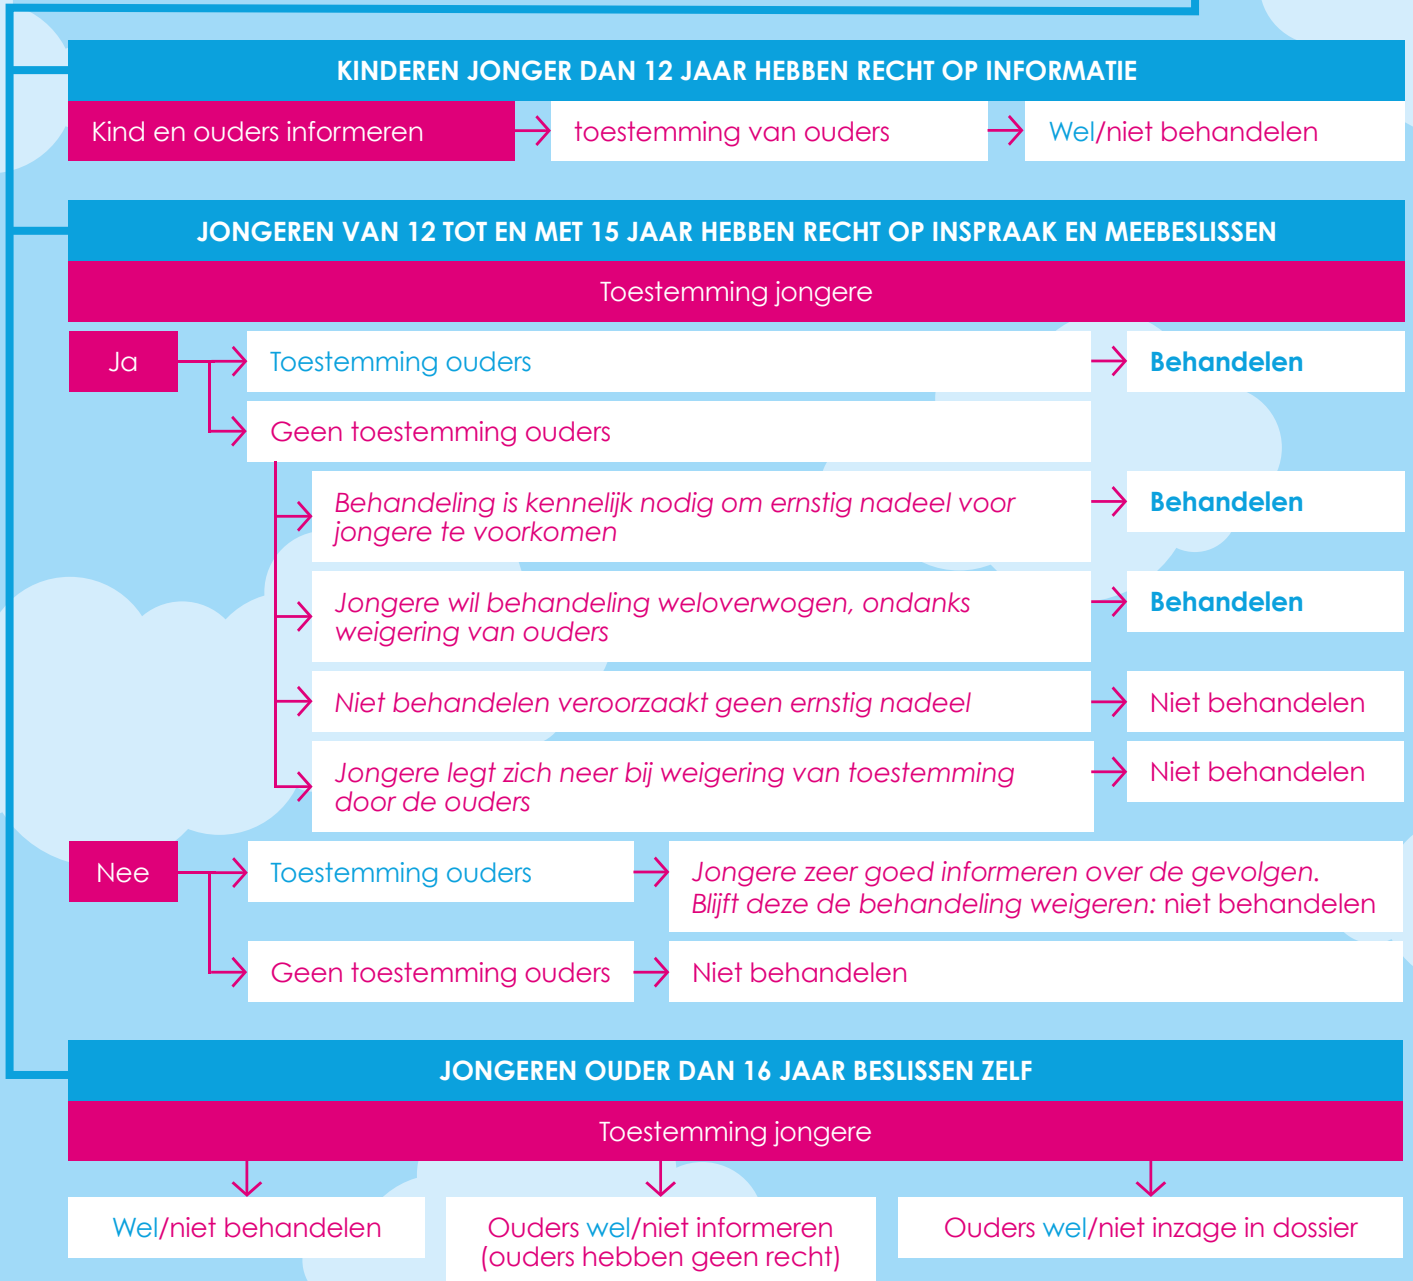 KINDEREN JONGER DAN 12 JAAR HEBBEN RECHT OP INFORMATIE
Kind en ouders informeren
toestemming van ouders
Wel/niet behandelen
JONGEREN VAN 12 TOT EN MET 15 JAAR HEBBEN RECHT OP INSPRAAK EN MEEBESLISSEN
Toestemming jongere
Ja
Toestemming ouders
Behandelen
Geen toestemming ouders
Behandeling is kennelijk nodig om ernstig nadeel voor
jongere te voorkomen
Behandelen
Jongere wil behandeling weloverwogen, ondanks
weigering van ouders
Behandelen
Niet behandelen veroorzaakt geen ernstig nadeel
Niet behandelen
Jongere legt zich neer bij weigering van toestemming
door de ouders
Niet behandelen
Nee
Toestemming ouders
Jongere zeer goed informeren over de gevolgen.
Blijft deze de behandeling weigeren: niet behandelen
Geen toestemming ouders
Niet behandelen
JONGEREN OUDER DAN 16 JAAR BESLISSEN ZELF
Toestemming jongere
Wel/niet behandelen
Ouders wel/niet informeren
(ouders hebben geen recht)
Ouders wel/niet inzage in dossier